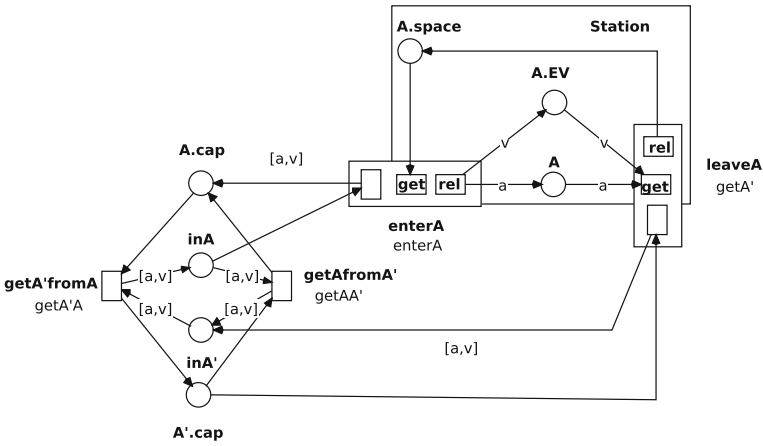 A.space
Station
A.EV
A.cap
[a,v]
rel
v
v
leaveA
getA'
get
rel
a
A
a
get
enterA
enterA
inA
getA'fromA
getA'A
[a,v]
[a,v]
getAfromA'
getAA'
[a,v]
[a,v]
[a,v]
inA'
A'.cap